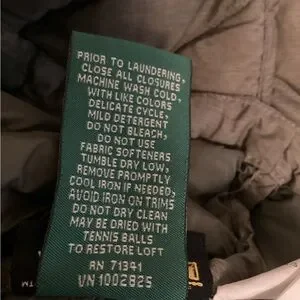 PRIOR TO LAUNDERING,
CLOSE ALL CLOSURES
MACHINE WASH COLD,
WITH LIKE COLORS
DELICATE CYCLE,
MILD DETERGENT
DO NOT BLEACH,
DO NOT USE
FABRIC SOFTENERS
TUMBLE DRY LOW,
REMOVE PROMPTLY
COOL IRON IF NEEDED,
AVOID IRON ON TRIMS
DO NOT DRY CLEAN
MAY BE DRIED WITH
TENNIS BALLS
TO RESTORE LOFT
RN 71341
VN 1002825